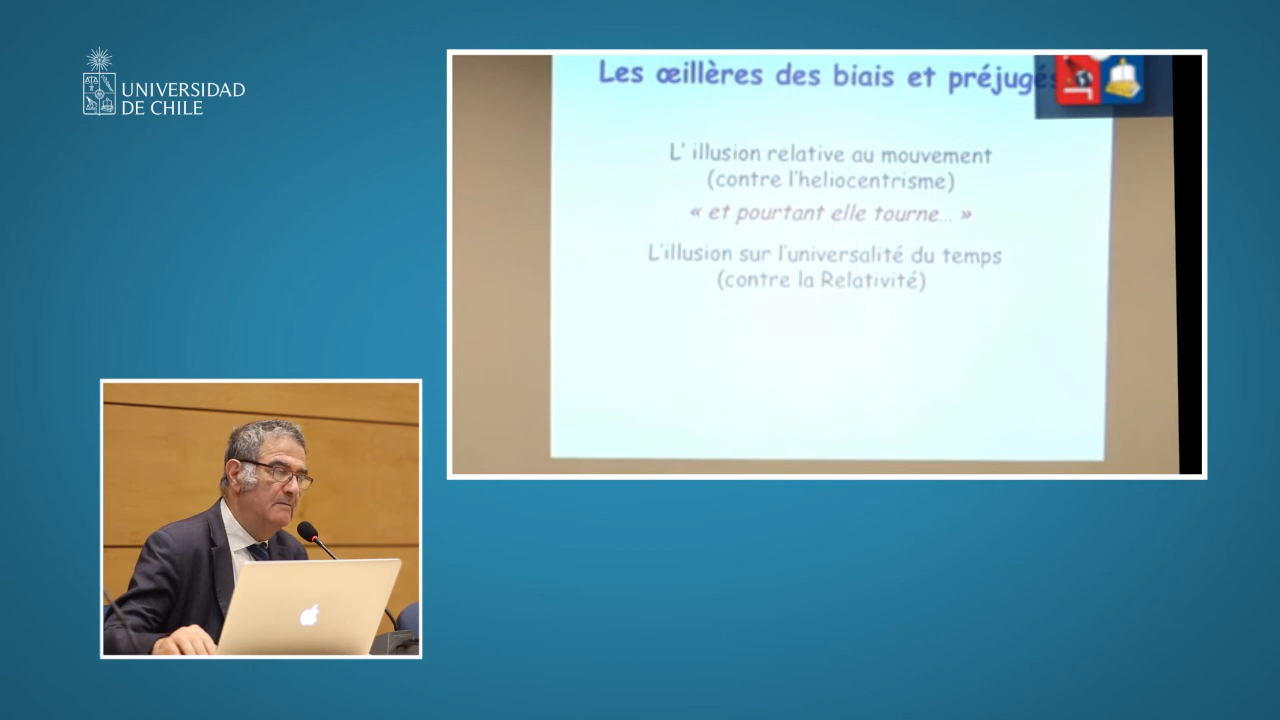 UNIVERSIDAD
DE CHILE
Les œillères des biais et préjugés
L' illusion relative au mouvement
(contre l'heliocentrisme)
« et pourtant elle tourne... »
L'illusion sur l'universalité du temps
(contre la Relativité)